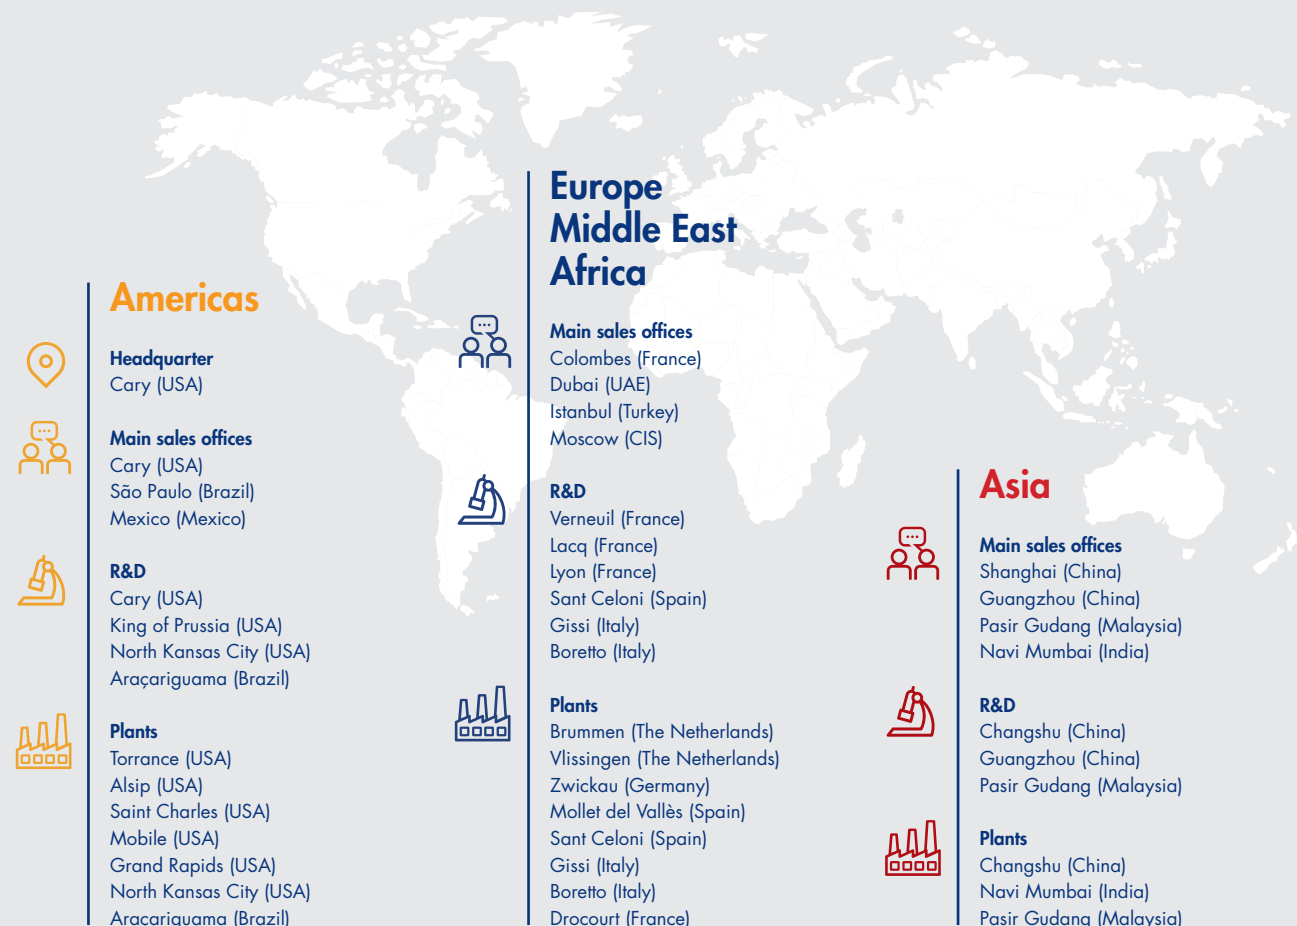 Americas
Headquarter
Cary (USA)
Main sales offices
Cary (USA)
São Paulo (Brazil)
Mexico (Mexico)
R&D
Cary (USA)
King of Prussia (USA)
North Kansas City (USA)
Araçariguama (Brazil)
Plants
Torrance (USA)
Alsip (USA)
Saint Charles (USA)
Mobile (USA)
Grand Rapids (USA)
North Kansas City (USA)
Araçariguama (Brazil)
Europe
Middle East
Africa
Main sales offices
Colombes (France)
Dubai (UAE)
Istanbul (Turkey)
Moscow (CIS)
R&D
Verneuil (France)
Lacq (France)
Lyon (France)
Sant Celoni (Spain)
Gissi (Italy)
Boretto (Italy)
Plants
Brummen (The Netherlands)
Vlissingen (The Netherlands)
Zwickau (Germany)
Mollet del Vallès (Spain)
Sant Celoni (Spain)
Gissi (Italy)
Boretto (Italy)
Drocourt (France)
Asia
Main sales offices
Shanghai (China)
Guangzhou (China)
Pasir Gudang (Malaysia)
Navi Mumbai (India)
R&D
Changshu (China)
Guangzhou (China)
Pasir Gudang (Malaysia)
Plants
Changshu (China)
Navi Mumbai (India)
Pasir Gudang (Malaysia)